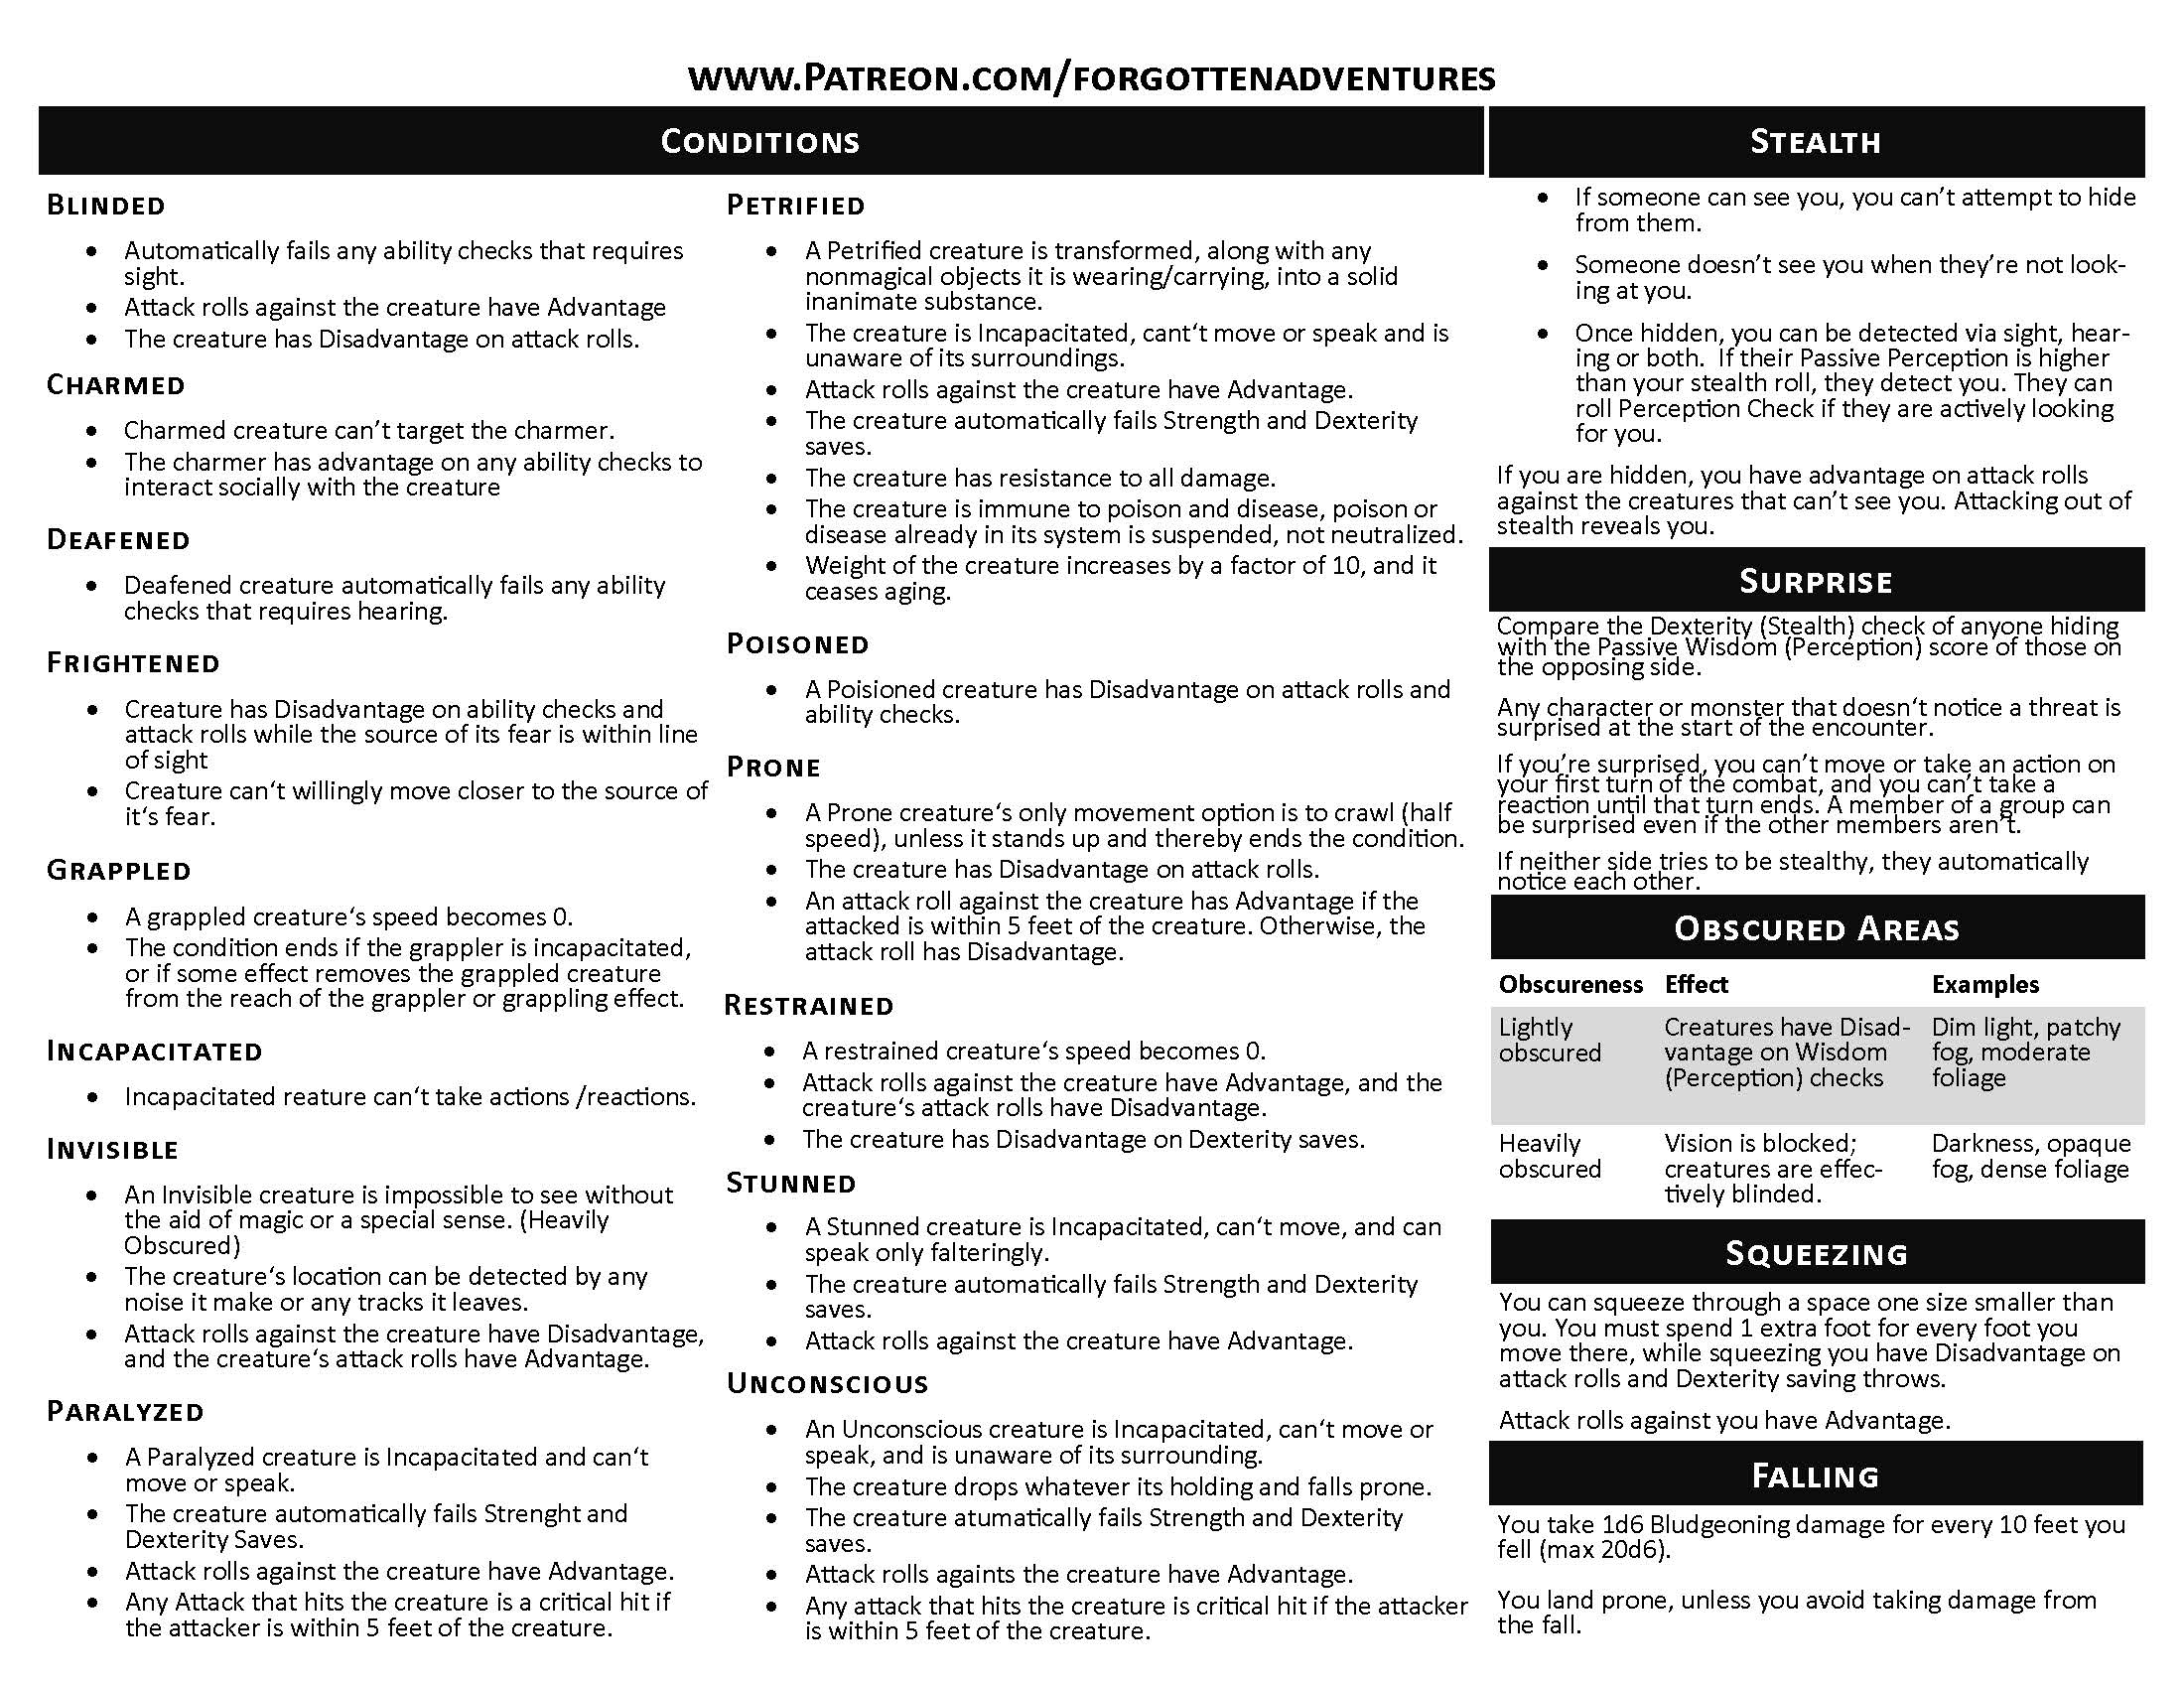 www.Patreon.com/forgottenadventures
Conditions
Blinded
• Automatically fails any ability checks that requires
sight.
• Attack rolls against the creature have Advantage
• The creature has Disadvantage on attack rolls.
Charmed
• Charmed creature can't target the charmer.
• The charmer has advantage on any ability checks to
interact socially with the creature
Deafened
• Deafened creature automatically fails any ability
checks that requires hearing.
Frightened
• Creature has Disadvantage on ability checks and
attack rolls while the source of its fear is within line
of sight
• Creature can‘t willingly move closer to the source of
it‘s fear.
Grappled
• A grappled creature‘s speed becomes 0.
• The condition ends if the grappler is incapacitated,
or if some effect removes the grappled creature
from the reach of the grappler or grappling effect.
Incapacitated
• Incapacitated reature can‘t take actions /reactions.
Invisible
• An Invisible creature is impossible to see without
the aid of magic or a special sense. (Heavily
Obscured)
• The creature‘s location can be detected by any
noise it make or any tracks it leaves.
• Attack rolls against the creature have Disadvantage,
and the creature‘s attack rolls have Advantage.
Paralyzed
• A Paralyzed creature is Incapacitated and can‘t
move or speak.
• The creature automatically fails Strenght and
Dexterity Saves.
• Attack rolls against the creature have Advantage.
• Any Attack that hits the creature is a critical hit if
the attacker is within 5 feet of the creature.
Petrified
• A Petrified creature is transformed, along with any
nonmagical objects it is wearing/carrying, into a solid
inanimate substance.
• The creature is Incapacitated, cant‘t move or speak and is
unaware of its surroundings.
• Attack rolls against the creature have Advantage.
• The creature automatically fails Strength and Dexterity
saves.
• The creature has resistance to all damage.
• The creature is immune to poison and disease, poison or
disease already in its system is suspended, not neutralized.
• Weight of the creature increases by a factor of 10, and it
ceases aging.
Poisoned
• A Poisioned creature has Disadvantage on attack rolls and
ability checks.
Prone
• A Prone creature‘s only movement option is to crawl (half
speed), unless it stands up and thereby ends the condition.
• The creature has Disadvantage on attack rolls.
• An attack roll against the creature has Advantage if the
attacked is within 5 feet of the creature. Otherwise, the
attack roll has Disadvantage.
Restrained
• A restrained creature‘s speed becomes 0.
• Attack rolls against the creature have Advantage, and the
creature‘s attack rolls have Disadvantage.
• The creature has Disadvantage on Dexterity saves.
Stunned
• A Stunned creature is Incapacitated, can‘t move, and can
speak only falteringly.
• The creature automatically fails Strength and Dexterity
saves.
• Attack rolls against the creature have Advantage.
Unconscious
• An Unconscious creature is Incapacitated, can‘t move or
speak, and is unaware of its surrounding.
• The creature drops whatever its holding and falls prone.
• The creature atumatically fails Strength and Dexterity
saves.
• Attack rolls againts the creature have Advantage.
• Any attack that hits the creature is critical hit if the attacker
is within 5 feet of the creature.
Stealth
• If someone can see you, you can’t attempt to hide
from them.
• Someone doesn’t see you when they’re not look-
ing at you.
• Once hidden, you can be detected via sight, hear-
ing or both. If their Passive Perception is higher
than your stealth roll, they detect you. They can
roll Perception Check if they are actively looking
for you.
If you are hidden, you have advantage on attack rolls
against the creatures that can’t see you. Attacking out of
stealth reveals you.
Surprise
Compare the Dexterity (Stealth) check of anyone hiding
with the Passive Wisdom (Perception) score of those on
the opposing side.
Any character or monster that doesn‘t notice a threat is
surprised at the start of the encounter.
If you’re surprised, you can’t move or take an action on
your first turn of the combat, and you can’t take a
reaction until that turn ends. A member of a group can
be surprised even if the other members aren’t.
If neither side tries to be stealthy, they automatically
notice each other.
Obscured Areas
Obscureness Effect Examples
Lightly Creatures have Disad- Dim light, patchy
obscured vantage on Wisdom fog, moderate
(Perception) checks foliage
Heavily Vision is blocked; Darkness, opaque
obscured creatures are effec- fog, dense foliage
tively blinded.
Squeezing
You can squeeze through a space one size smaller than
you. You must spend 1 extra foot for every foot you
move there, while squeezing you have Disadvantage on
attack rolls and Dexterity saving throws.
Attack rolls against you have Advantage.
Falling
You take 1d6 Bludgeoning damage for every 10 feet you
fell (max 20d6).
You land prone, unless you avoid taking damage from
the fall.